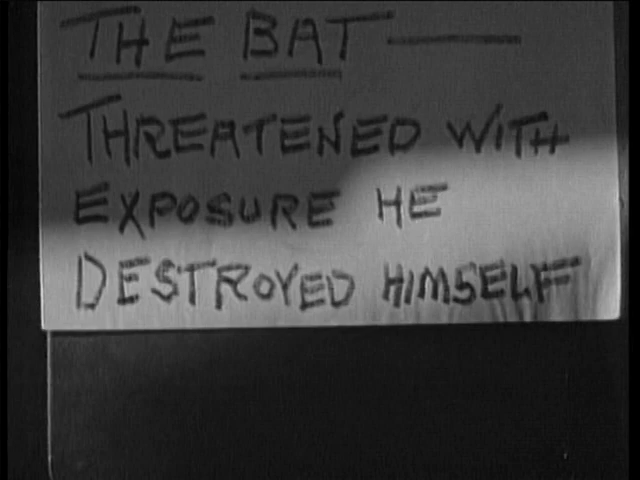 THE BAT —
THREATENED WITH
EXPOSURE HE
DESTROYED HIMSELF